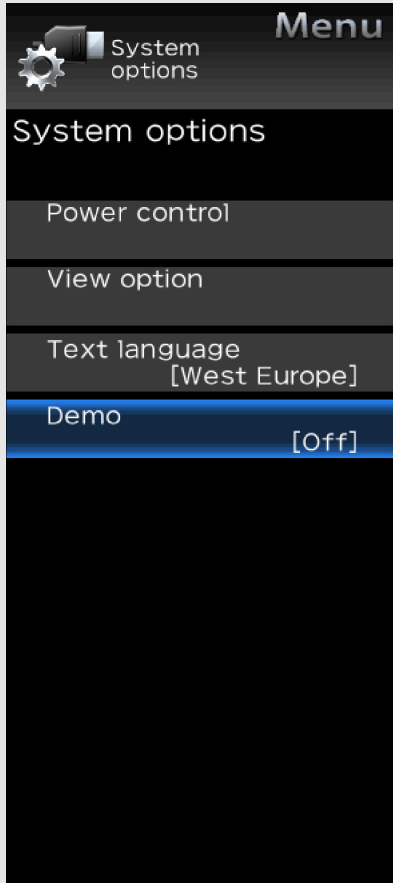 Menu
System
options
System options
Power control
View option
Text language
[West Europe]
Demo
[Off]